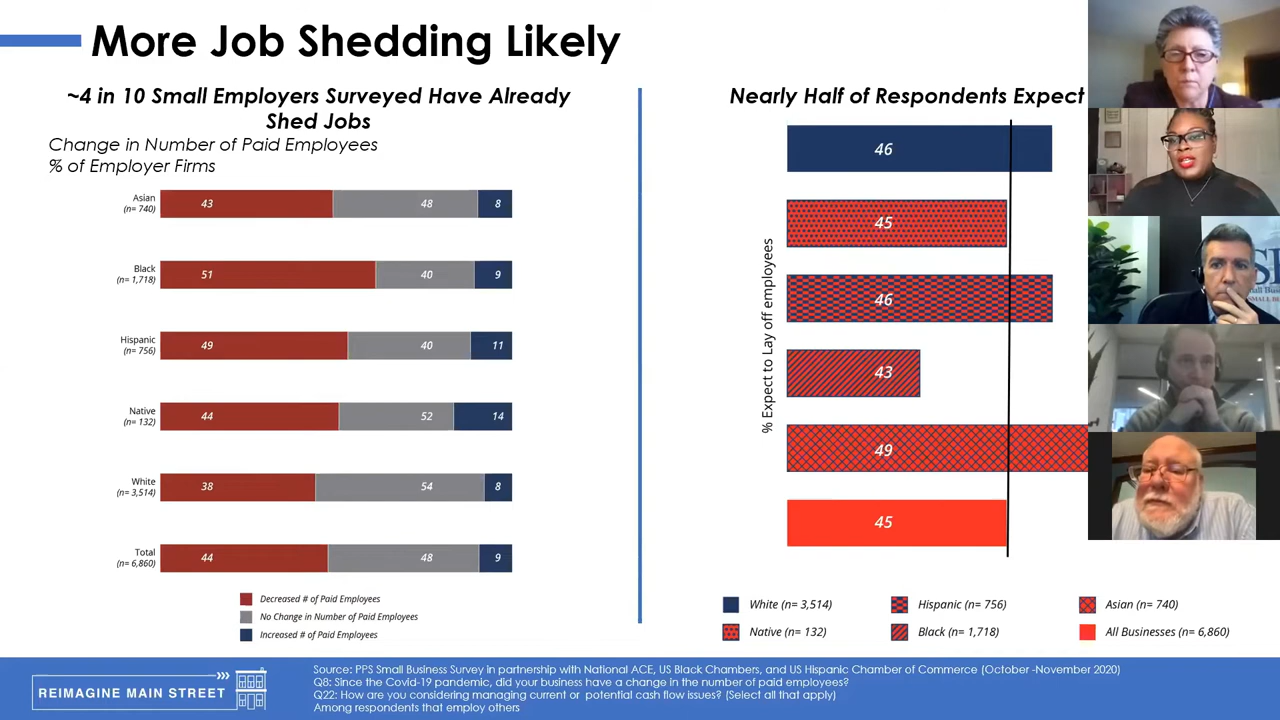 More Job Shedding Likely
~4 in 10 Small Employers Surveyed Have Already
Shed Jobs
Change in Number of Paid Employees
% of Employer Firms
Asian
(n= 740)
43 48 8
Black
(n= 1,718)
51 40 9
Hispanic
(n= 756)
49 40 11
Native
(n= 132)
44 52 14
White
(n= 3,514)
38 54 8
Total
(n= 6,860)
44 48 9
Decreased # of Paid Employees
No Change in Number of Paid Employees
Increased # of Paid Employees
Nearly Half of Respondents Expect
% Expect to Lay off employees
46
45
46
43
49
45
White (n= 3,514)
Hispanic (n= 756)
Asian (n= 740)
Native (n= 132)
Black (n= 1,718)
All Businesses (n= 6,860)
REIMAGINE MAIN STREET
Source: PPS Small Business Survey in partnership with National ACE, US Black Chambers, and US Hispanic Chamber of Commerce (October -November 2020)
Q8: Since the Covid-19 pandemic, did your business have a change in the number of paid employees?
Q22: How are you considering managing current or potential cash flow issues? (Select all that apply)
Among respondents that employ others